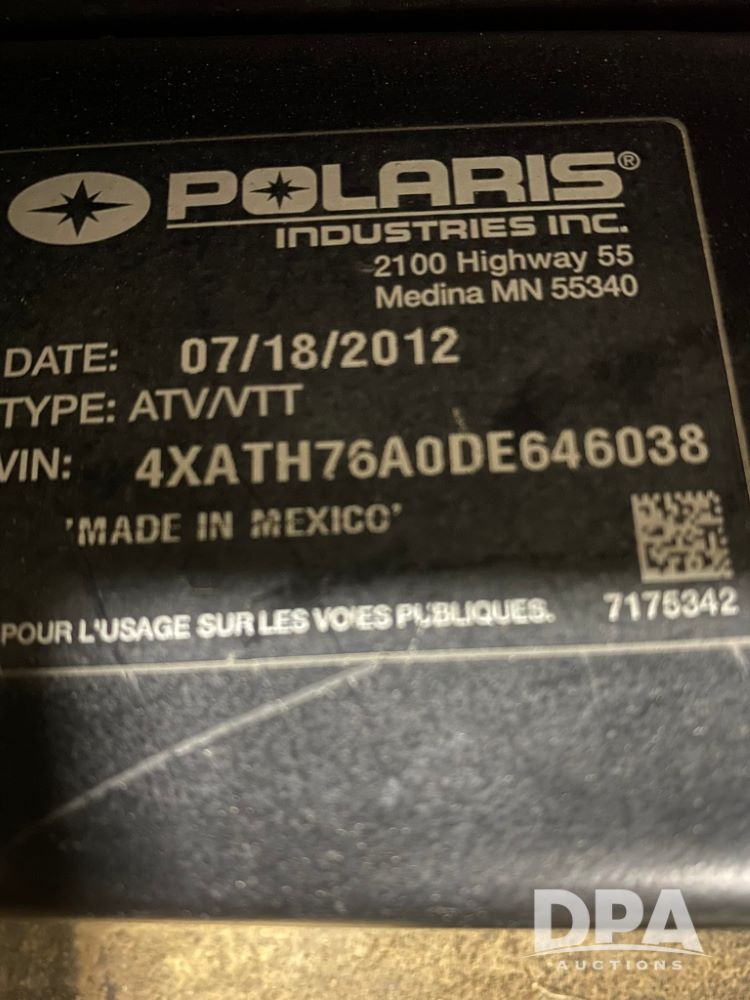 POLARIS®
INDUSTRIES INC.
2100 Highway 55
Medina MN 55340
DATE: 07/18/2012
TYPE: ATV/VTT
VIN: 4XATH76A0DE646038
'MADE IN MEXICO'
POUR L'USAGE SUR LES VOIES PUBLIQUES. 7175342
DPA
AUCTIONS